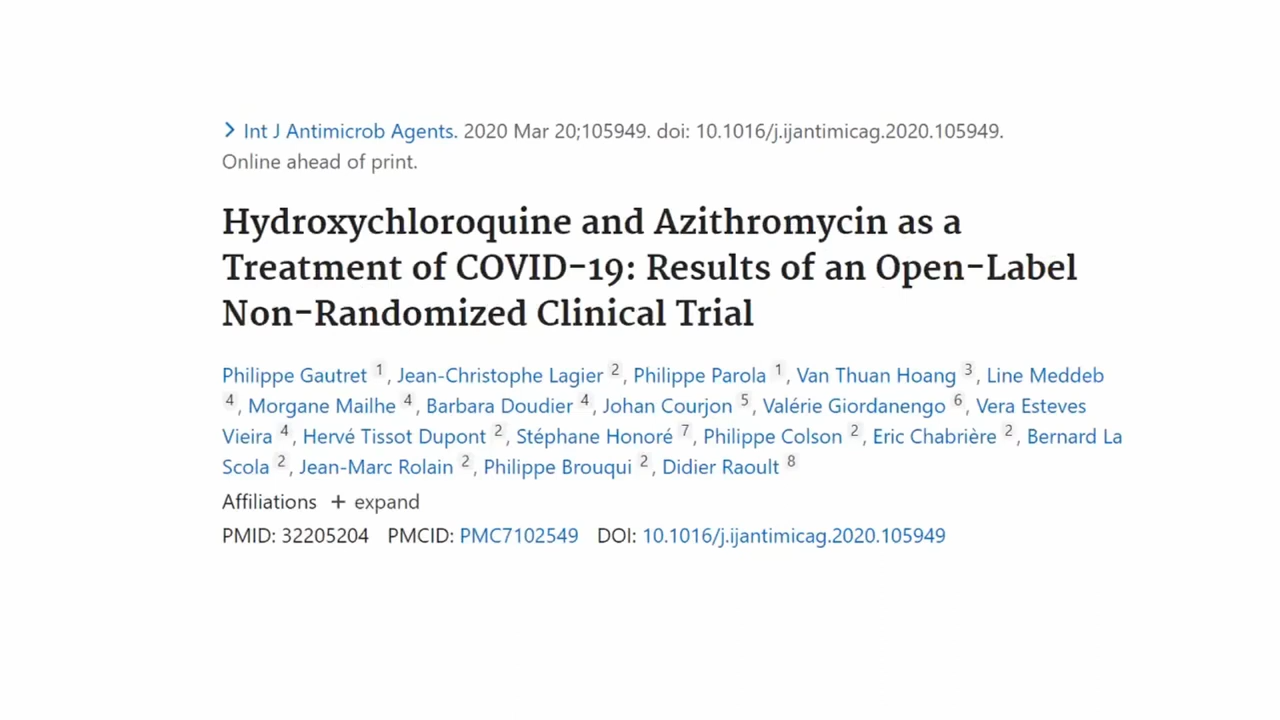 > Int J Antimicrob Agents. 2020 Mar 20;105949. doi: 10.1016/j.ijantimicag.2020.105949.
Online ahead of print.
Hydroxychloroquine and Azithromycin as a
Treatment of COVID-19: Results of an Open-Label
Non-Randomized Clinical Trial
Philippe Gautret 1, Jean-Christophe Lagier 2, Philippe Parola 1, Van Thuan Hoang 3, Line Meddeb
4, Morgane Mailhe 4, Barbara Doudier 4, Johan Courjon 5, Valérie Giordanengo 6, Vera Esteves
Vieira 4, Hervé Tissot Dupont 2, Stéphane Honoré 7, Philippe Colson 2, Eric Chabrière 2, Bernard La
Scola 2, Jean-Marc Rolain 2, Philippe Brouqui 2, Didier Raoult 8
Affiliations + expand
PMID: 32205204 PMCID: PMC7102549 DOI: 10.1016/j.ijantimicag.2020.105949